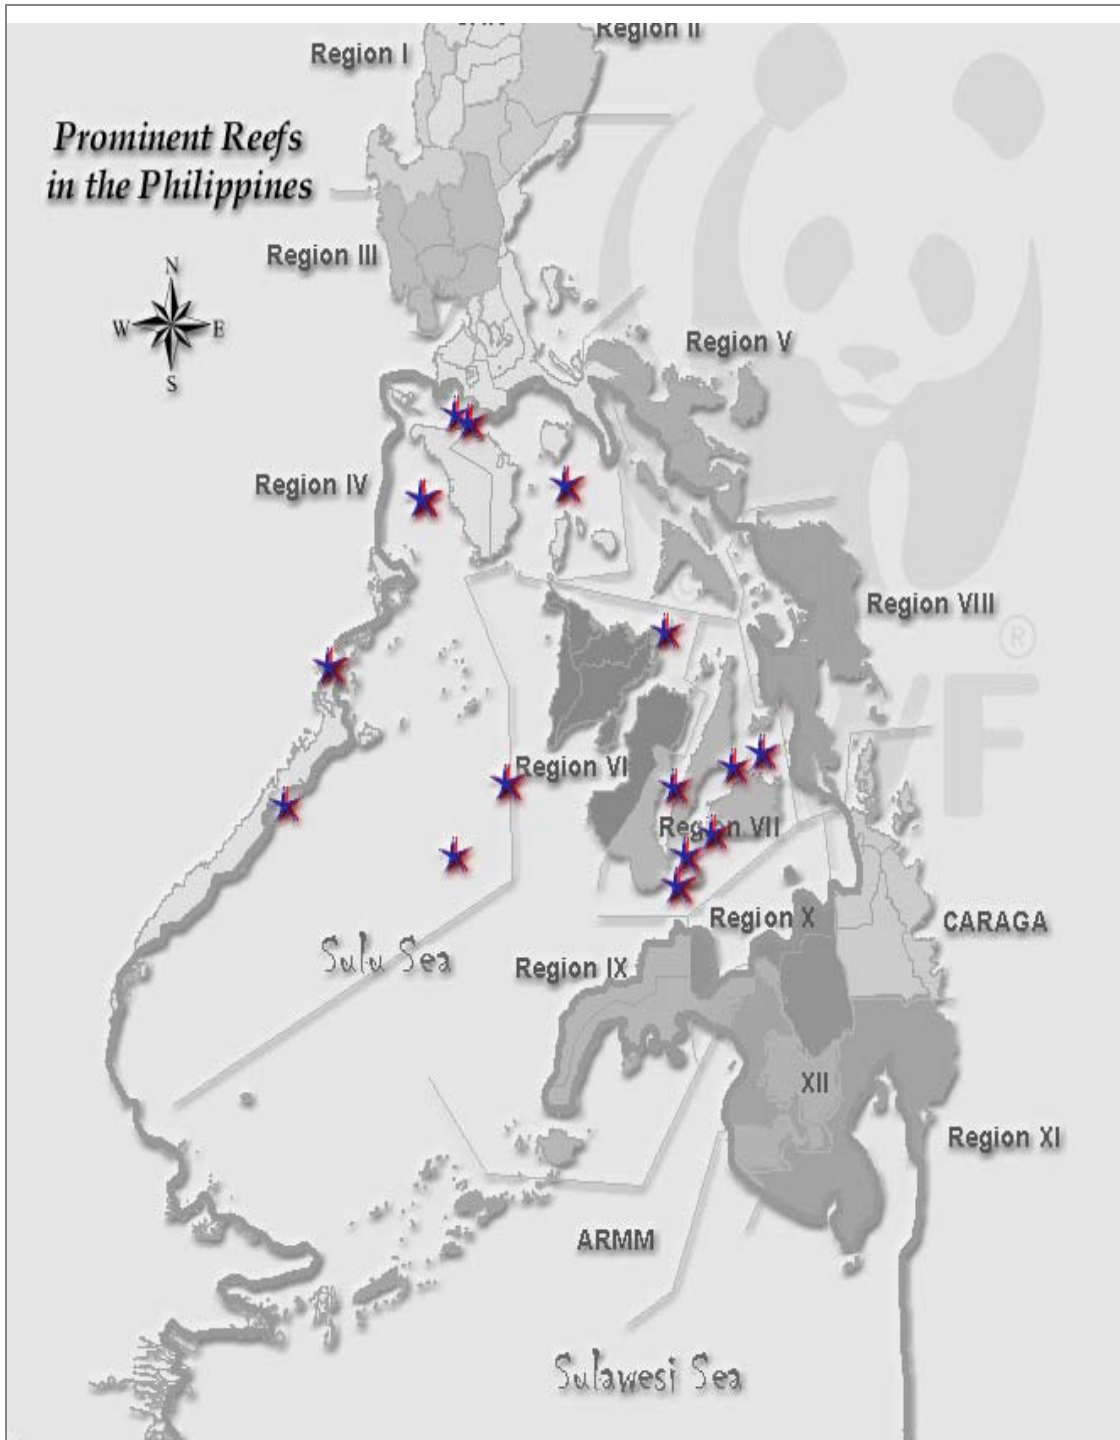 Region II
Region I
Prominent Reefs
in the Philippines
Region III
N
W
E
S
Region V
Region IV
Region VIII
®
F
Region VI
Region VII
Region X
CARAGA
Sulu Sea
Region IX
XII
Region XI
ARMM
Sulawesi Sea